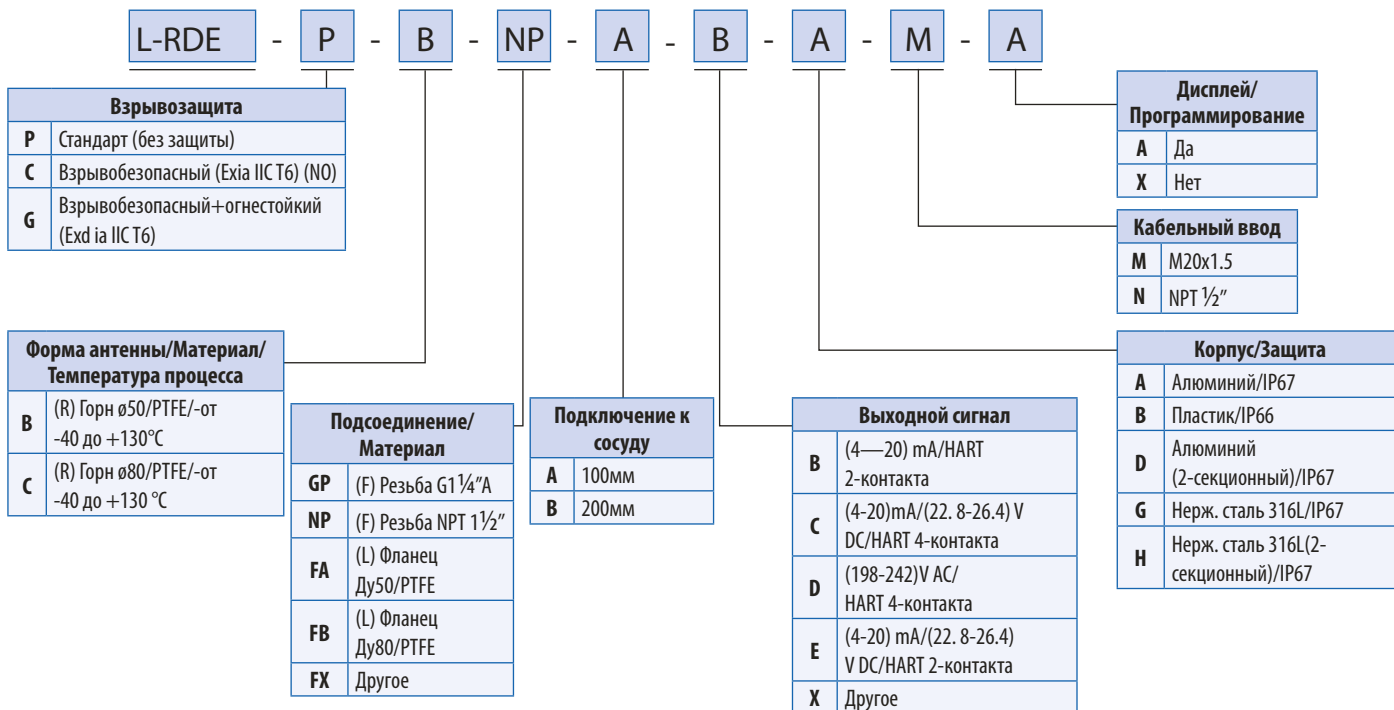 L-RDE - P - B - NP - A - B - A - M - A
Взрывозащита
P Стандарт (без защиты)
C Взрывобезопасный (Exia IIC T6) (NO)
G Взрывобезопасный+огнестойкий
(Exd ia IIC T6)
Дисплей/
Программирование
A Да
X Нет
Кабельный ввод
M M20x1.5
N NPT ½″
Форма антенны/Материал/
Температура процесса
B (R) Горн ø50/PTFE/-от
-40 до +130°C
C (R) Горн ø80/PTFE/-от
-40 до +130 °C
Подсоединение/
Материал
GP (F) Резьба G1¼″A
NP (F) Резьба NPT 1½″
FA (L) Фланец
Ду50/PTFE
FB (L) Фланец
Ду80/PTFE
FX Другое
Подключение к
сосуду
A 100мм
B 200мм
Выходной сигнал
B (4—20) mA/HART
2-контакта
C (4-20)mA/(22. 8-26.4) V
DC/HART 4-контакта
D (198-242)V AC/
HART 4-контакта
E (4-20) mA/(22. 8-26.4)
V DC/HART 2-контакта
X Другое
Корпус/Защита
A Алюминий/IP67
B Пластик/IP66
D Алюминий
(2-секционный)/IP67
G Нерж. сталь 316L/IP67
H Нерж. сталь 316L(2-
секционный)/IP67